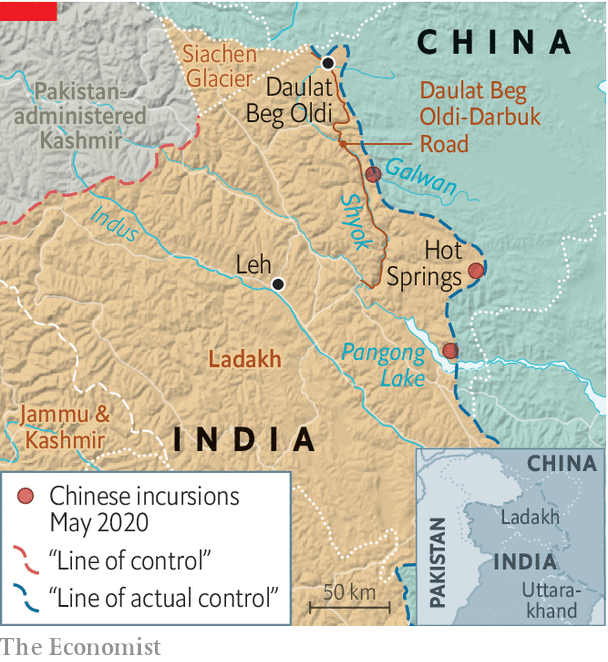 CHINA
Siachen
Glacier
Daulat
Beg Oldi
Daulat Beg
Oldi-Darbuk
Road
Pakistan-
administered
Kashmir
Galwan
Indus
Shyok
Hot
Springs
Leh
Pangong
Lake
Ladakh
Jammu &
Kashmir
INDIA
Chinese incursions
May 2020
“Line of control”
“Line of actual control”
50 km
CHINA
Ladakh
PAKISTAN
INDIA
Uttara-
khand
The Economist